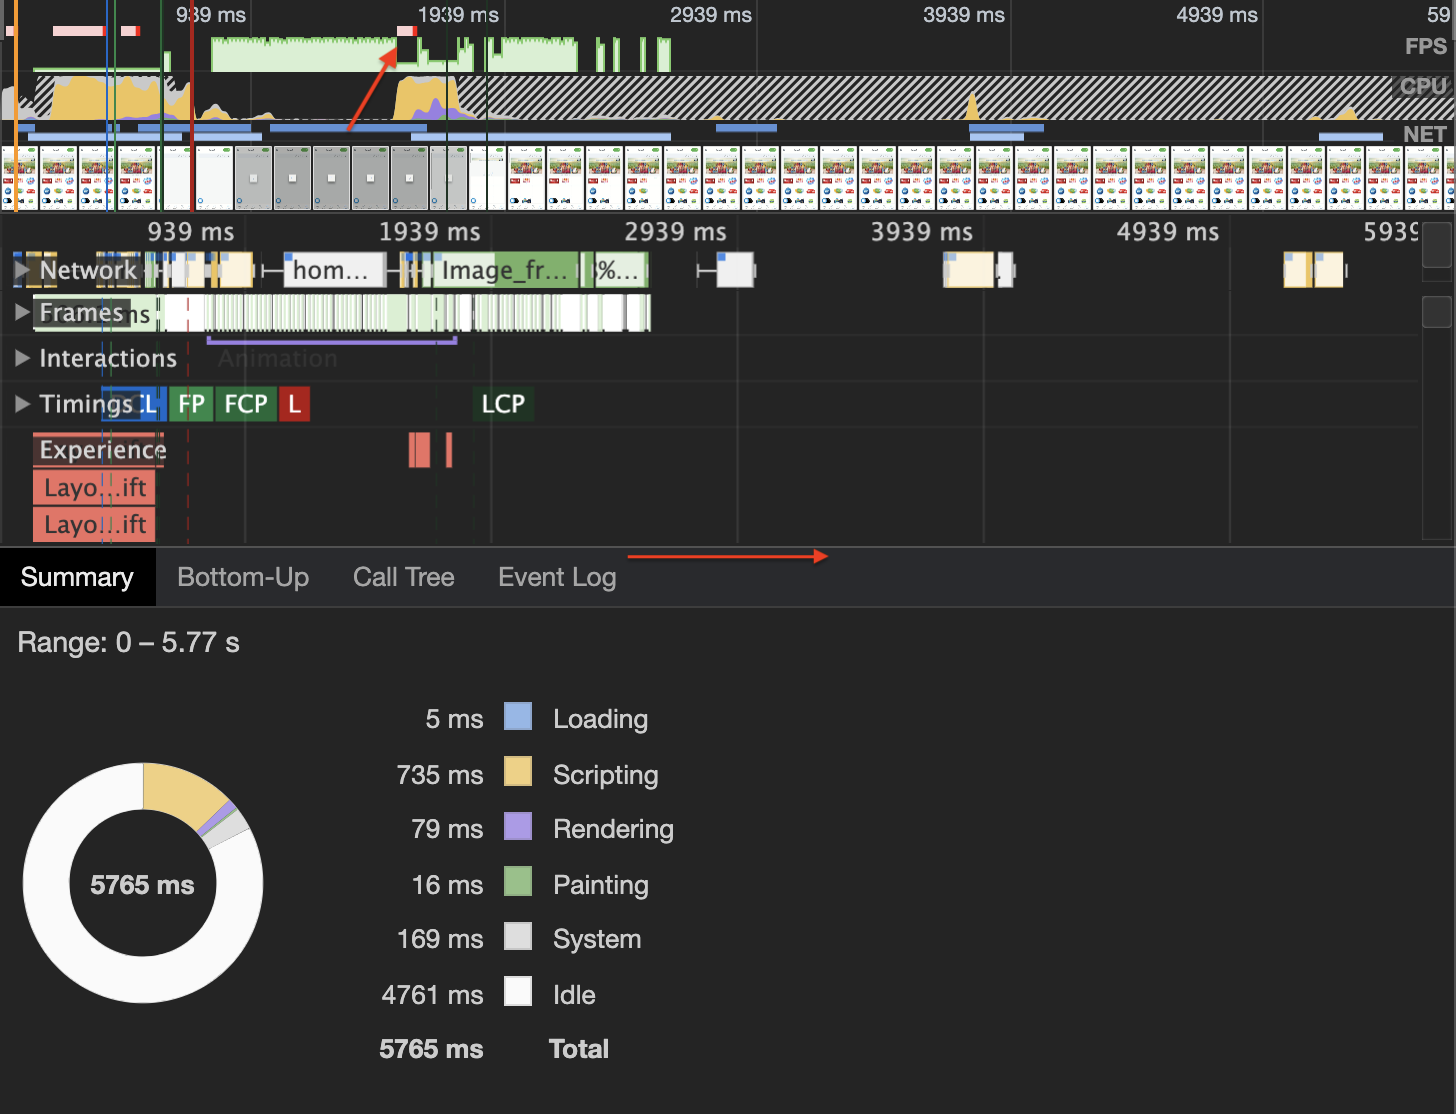 939 ms 1939 ms 2939 ms 3939 ms 4939 ms 59
FPS
CPU
NET
939 ms 1939 ms 2939 ms 3939 ms 4939 ms 5939
Network hom... Image_fr... %...
Frames ms
Interactions Animation
Timings CL FP FCP L LCP
Experience
Layo...ift
Layo...ift
Summary Bottom-Up Call Tree Event Log
Range: 0 – 5.77 s
5 ms Loading
735 ms Scripting
79 ms Rendering
5765 ms
16 ms Painting
169 ms System
4761 ms Idle
5765 ms Total